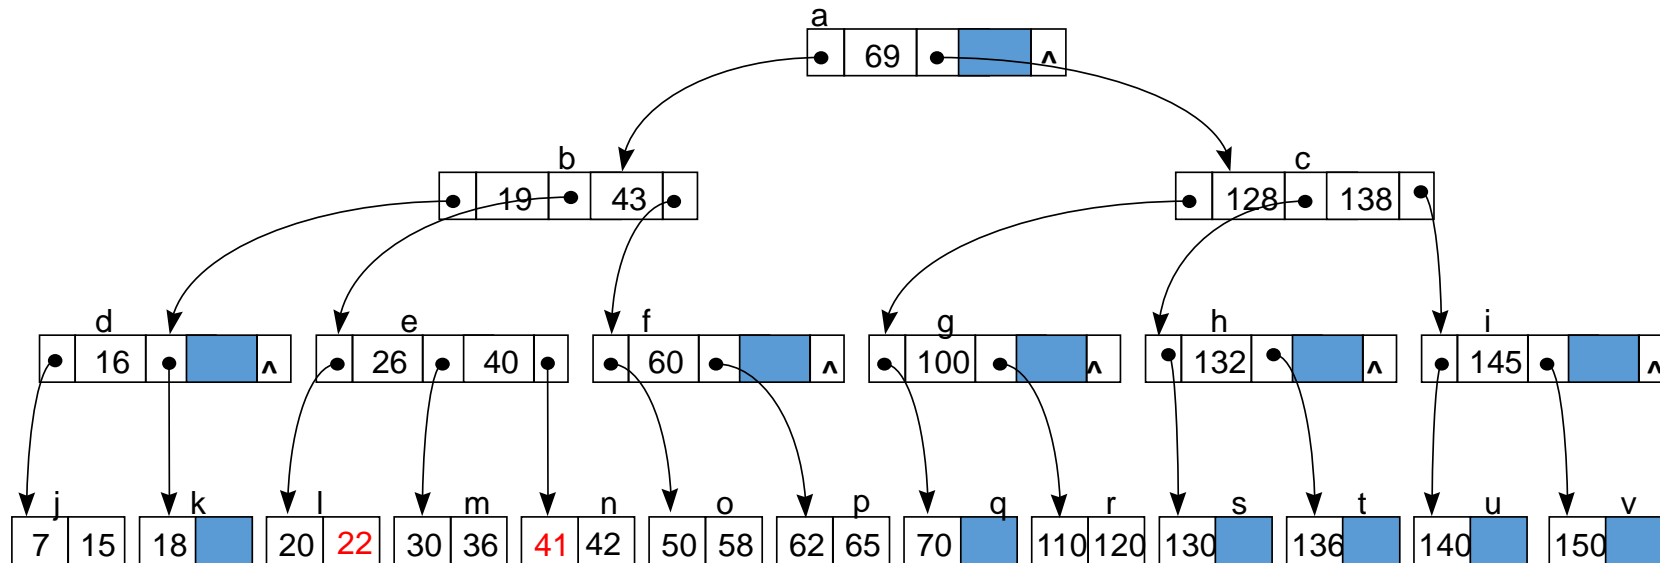 a
69 ^
b c
19 43 128 138
d e f g h i
16 ^ 26 40 60 ^ 100 ^ 132 ^ 145 ^
j k l m n o p q r s t u v
7 15 18 20 22 30 36 41 42 50 58 62 65 70 110 120 130 136 140 150